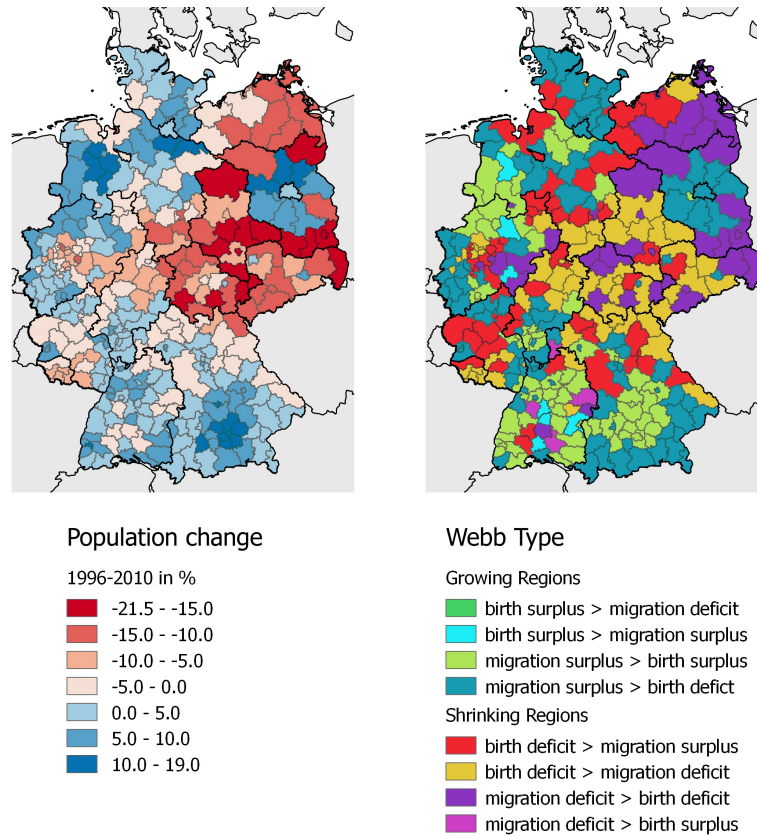 Population change
1996-2010 in %
-21.5 - -15.0
-15.0 - -10.0
-10.0 - -5.0
-5.0 - 0.0
0.0 - 5.0
5.0 - 10.0
10.0 - 19.0
Webb Type
Growing Regions
birth surplus > migration deficit
birth surplus > migration surplus
migration surplus > birth surplus
migration surplus > birth defict
Shrinking Regions
birth deficit > migration surplus
birth deficit > migration deficit
migration deficit > birth deficit
migration deficit > birth surplus